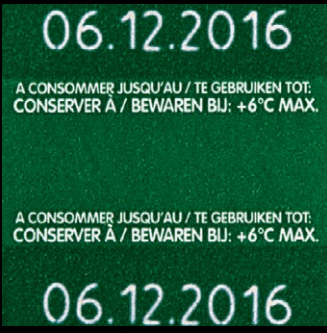 06.12.2016
A CONSOMMER JUSQU'AU / TE GEBRUIKEN TOT:
CONSERVER À / BEWAREN BIJ: +6°C MAX.
A CONSOMMER JUSQU'AU / TE GEBRUIKEN TOT:
CONSERVER À / BEWAREN BIJ: +6°C MAX.
06.12.2016